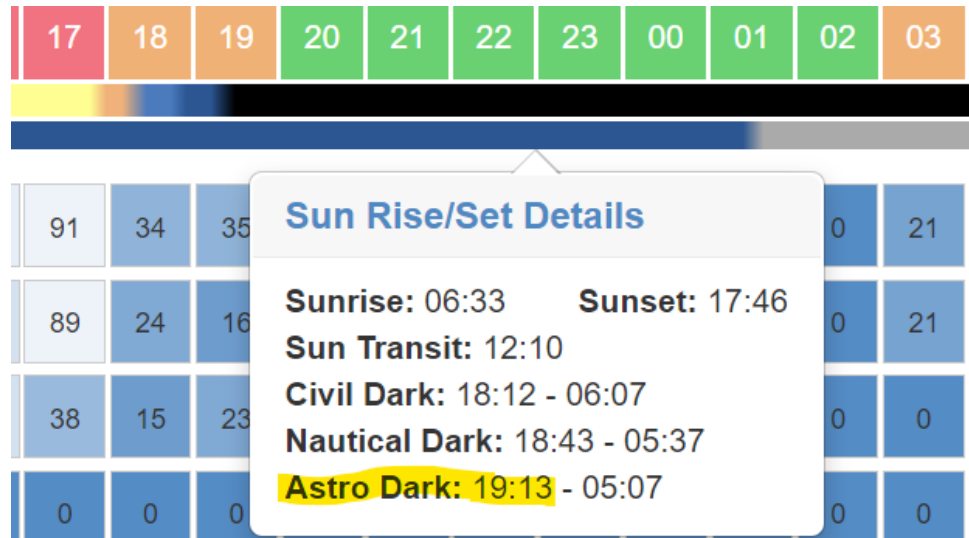 17 18 19 20 21 22 23 00 01 02 03
Sun Rise/Set Details
91 34 35 0 21
Sunrise: 06:33 Sunset: 17:46
89 24 16 0 21
Sun Transit: 12:10
Civil Dark: 18:12 - 06:07
38 15 23 0 0
Nautical Dark: 18:43 - 05:37
Astro Dark: 19:13 - 05:07
0 0 0 0 0